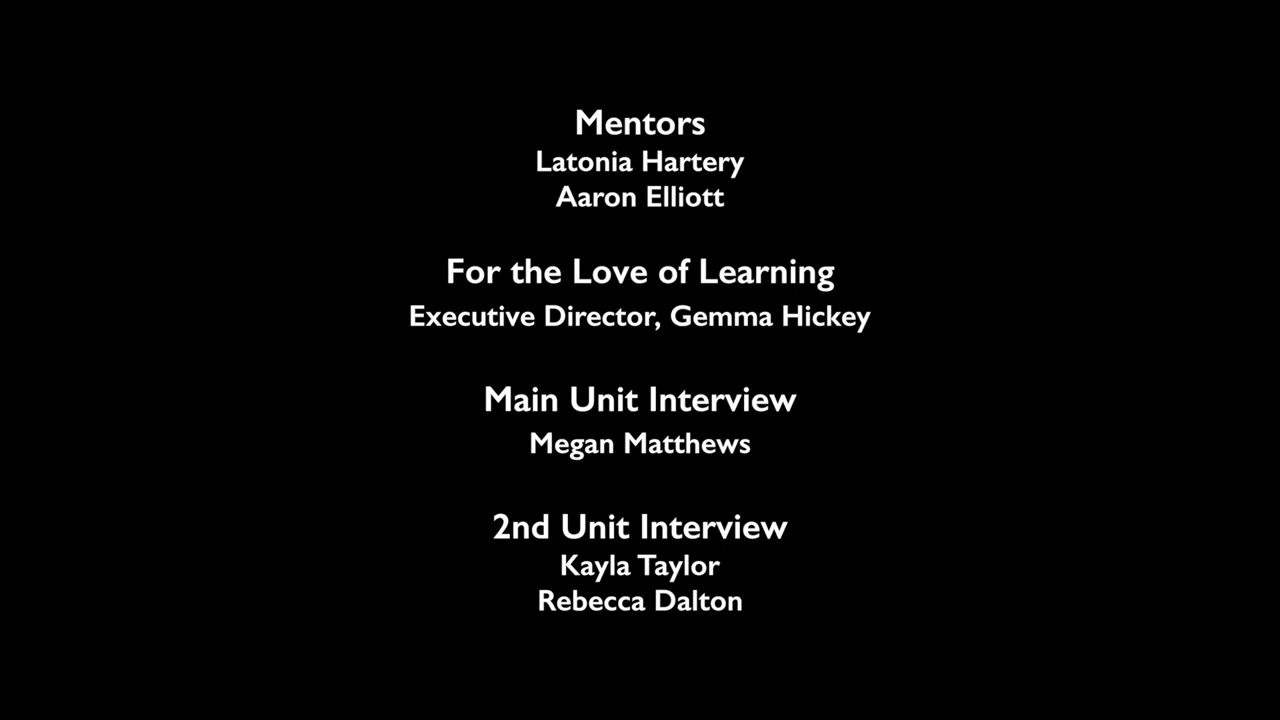 Mentors
Latonia Hartery
Aaron Elliott
For the Love of Learning
Executive Director, Gemma Hickey
Main Unit Interview
Megan Matthews
2nd Unit Interview
Kayla Taylor
Rebecca Dalton